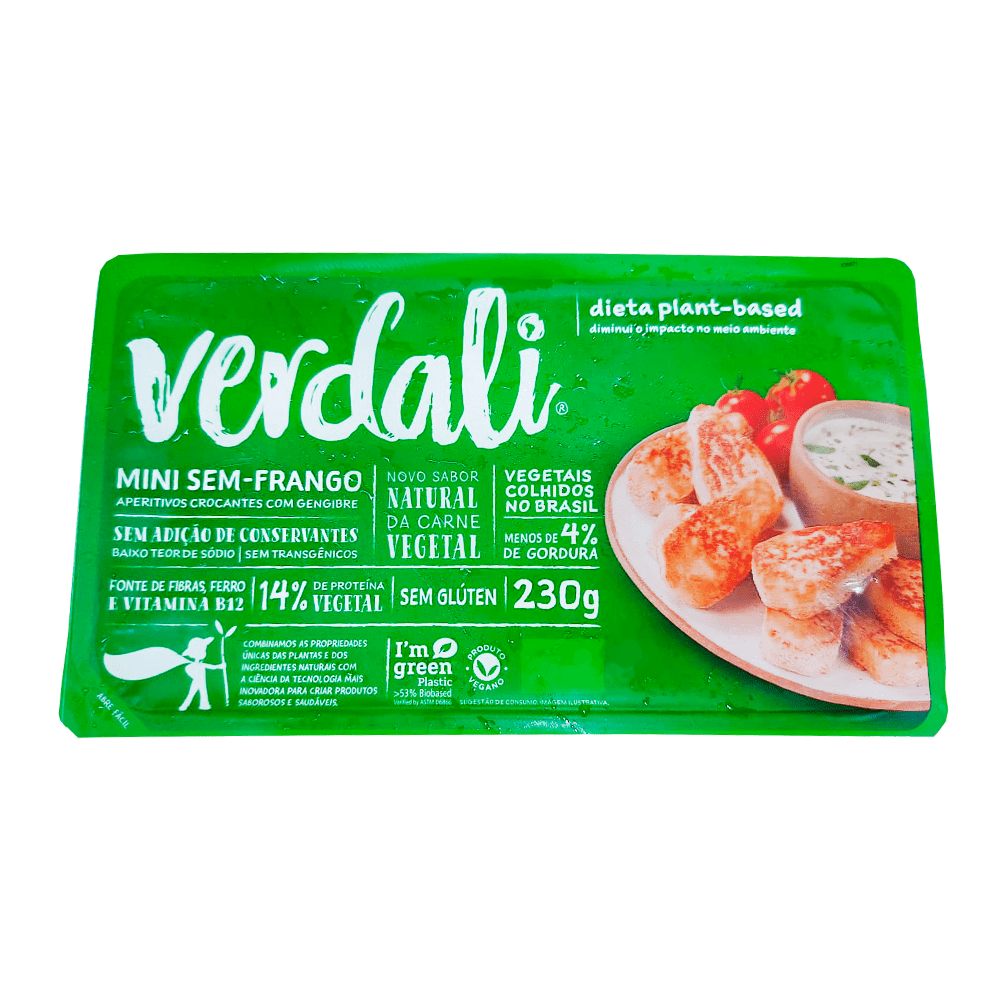 verdali®
dieta plant-based
diminui o impacto no meio ambiente
MINI SEM-FRANGO
APERITIVOS CROCANTES COM GENGIBRE
SEM ADIÇÃO DE CONSERVANTES
BAIXO TEOR DE SÓDIO | SEM TRANSGÊNICOS
NOVO SABOR
NATURAL
DA CARNE
VEGETAL
VEGETAIS
COLHIDOS
NO BRASIL
MENOS DE 4%
DE GORDURA
FONTE DE FIBRAS, FERRO
E VITAMINA B12
14% DE PROTEÍNA
VEGETAL
SEM GLÚTEN
230g
COMBINAMOS AS PROPRIEDADES
ÚNICAS DAS PLANTAS E DOS
INGREDIENTES NATURAIS COM
A CIÊNCIA DA TECNOLOGIA MAIS
INOVADORA PARA CRIAR PRODUTOS
SABOROSOS E SAUDÁVEIS.
I'm
green
Plastic
>53% Biobased
Verified by ASTM D6866
PRODUTO
VEGANO
SUGESTÃO DE CONSUMO. IMAGEM ILUSTRATIVA.
ABRE FÁCIL